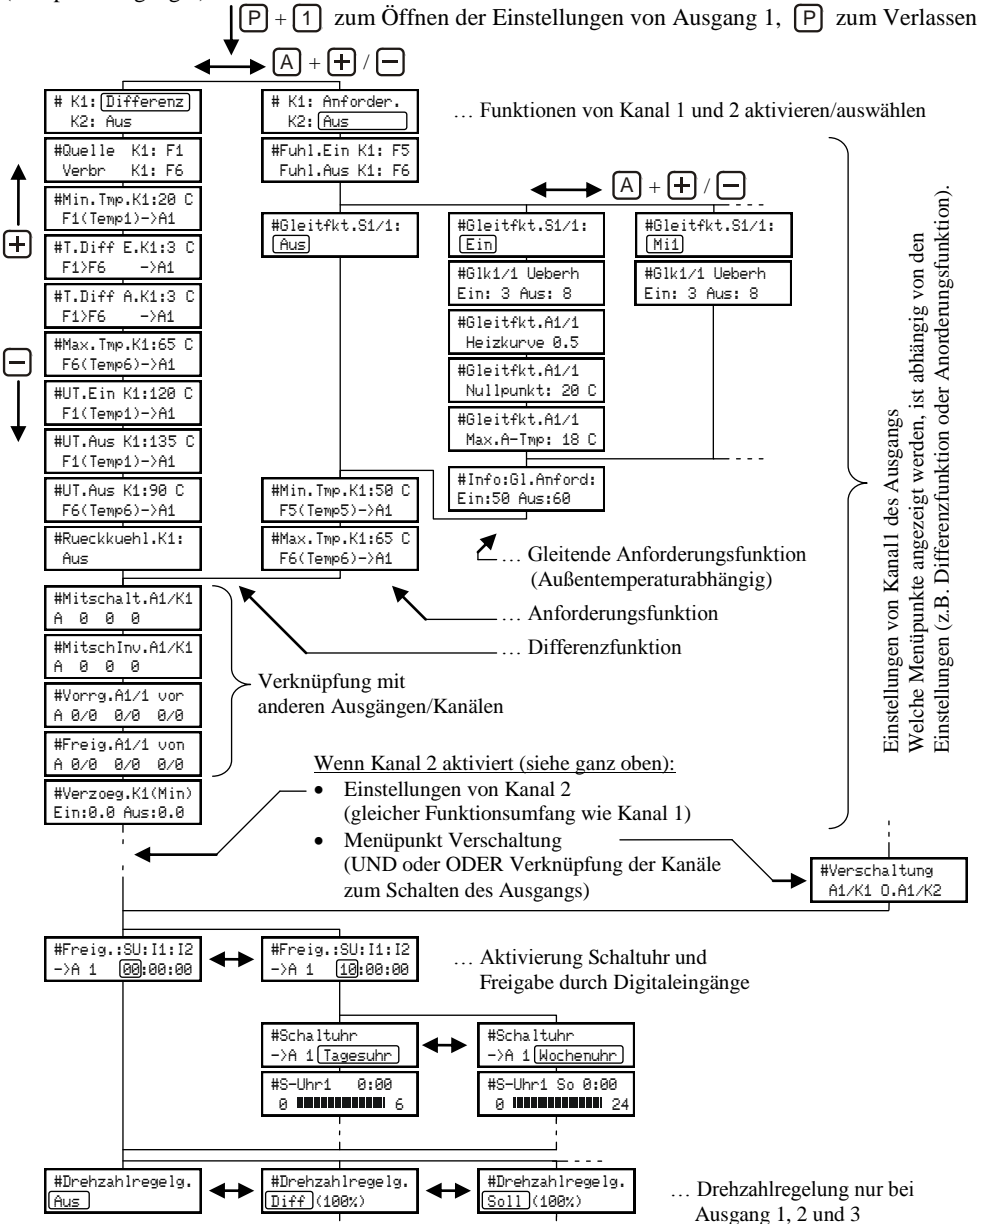 P + 1 zum Öffnen der Einstellungen von Ausgang 1, P zum Verlassen
A + + / −
# K1: Differenz
K2: Aus
# K1: Anforder.
K2: Aus
… Funktionen von Kanal 1 und 2 aktivieren/auswählen
#Quelle K1: F1
Verbr K1: F6
#Fuhl.Ein K1: F5
Fuhl.Aus K1: F6
+
−
#Min.Tmp.K1:20 C
F1(Temp1)->A1
#T.Diff E.K1:3 C
F1>F6 ->A1
#T.Diff A.K1:3 C
F1>F6 ->A1
#Max.Tmp.K1:65 C
F6(Temp6)->A1
#UT.Ein K1:120 C
F1(Temp1)->A1
#UT.Aus K1:135 C
F1(Temp1)->A1
#UT.Aus K1:90 C
F6(Temp6)->A1
#Rueckkuehl.K1:
Aus
A + + / −
#Gleitfkt.S1/1:
Aus
#Gleitfkt.S1/1:
Ein
#Gleitfkt.S1/1:
Mi1
#Glk1/1 Ueberh
Ein: 3 Aus: 8
#Glk1/1 Ueberh
Ein: 3 Aus: 8
#Gleitfkt.A1/1
Heizkurve 0.5
#Gleitfkt.A1/1
Nullpunkt: 20 C
#Gleitfkt.A1/1
Max.A-Tmp: 18 C
#Info:Gl.Anford:
Ein:50 Aus:60
#Min.Tmp.K1:50 C
F5(Temp5)->A1
#Max.Tmp.K1:65 C
F6(Temp6)->A1
… Gleitende Anforderungsfunktion
(Außentemperaturabhängig)
… Anforderungsfunktion
… Differenzfunktion
Einstellungen von Kanal1 des Ausgangs
Welche Menüpunkte angezeigt werden, ist abhängig von den
Einstellungen (z.B. Differenzfunktion oder Anorderungsfunktion).
#Mitschalt.A1/K1
A 0 0 0
#MitschInv.A1/K1
A 0 0 0
#Vorrg.A1/1 vor
A 0/0 0/0 0/0
#Freig.A1/1 von
A 0/0 0/0 0/0
Verknüpfung mit
anderen Ausgängen/Kanälen
#Verzoeg.K1(Min)
Ein:0.0 Aus:0.0
Wenn Kanal 2 aktiviert (siehe ganz oben):
• Einstellungen von Kanal 2
(gleicher Funktionsumfang wie Kanal 1)
• Menüpunkt Verschaltung
(UND oder ODER Verknüpfung der Kanäle
zum Schalten des Ausgangs)
#Verschaltung
A1/K1 O.A1/K2
#Freig.:SU:I1:I2
->A 1 00:00:00
#Freig.:SU:I1:I2
->A 1 10:00:00
… Aktivierung Schaltuhr und
Freigabe durch Digitaleingänge
#Schaltuhr
->A 1 Tagesuhr
#Schaltuhr
->A 1 Wochenuhr
#S-Uhr1 0:00
0 6
#S-Uhr1 So 0:00
0 24
#Drehzahlregelg.
Aus
#Drehzahlregelg.
Diff (100%)
#Drehzahlregelg.
Soll (100%)
… Drehzahlregelung nur bei
Ausgang 1, 2 und 3